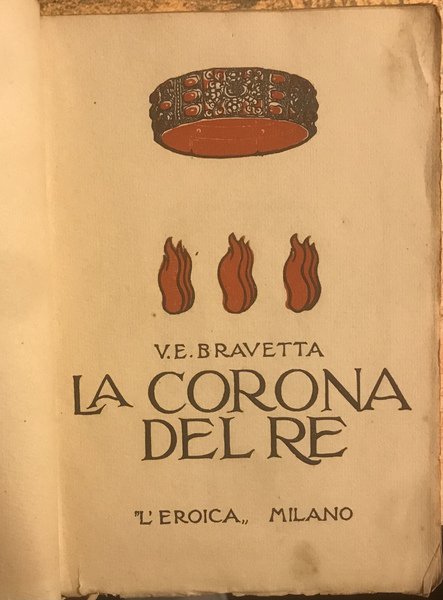 V.E. BRAVETTA
LA CORONA
DEL RE
"L'EROICA„ MILANO